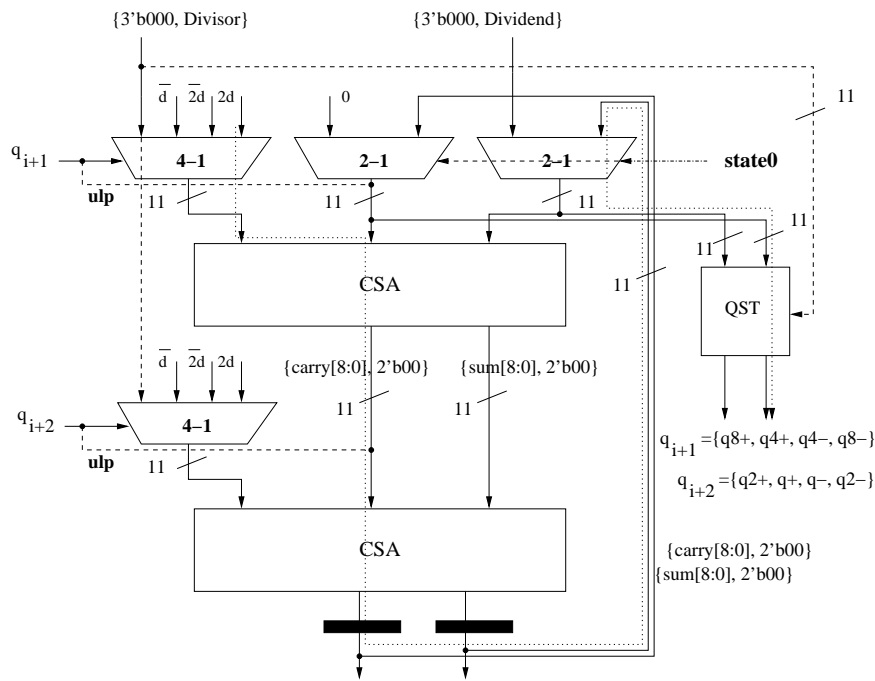 {3'b000, Divisor} {3'b000, Dividend}
d 2d 2d 0 11
q i+1 4−1 2−1 2−1 state0
ulp 11 11 11
11 11
CSA 11 QST
d 2d 2d {carry[8:0], 2'b00} {sum[8:0], 2'b00}
q i+2 4−1 11 11
q i+1 ={q8+, q4+, q4−, q8−}
ulp 11
q i+2 ={q2+, q+, q−, q2−}
CSA {carry[8:0], 2'b00}
{sum[8:0], 2'b00}